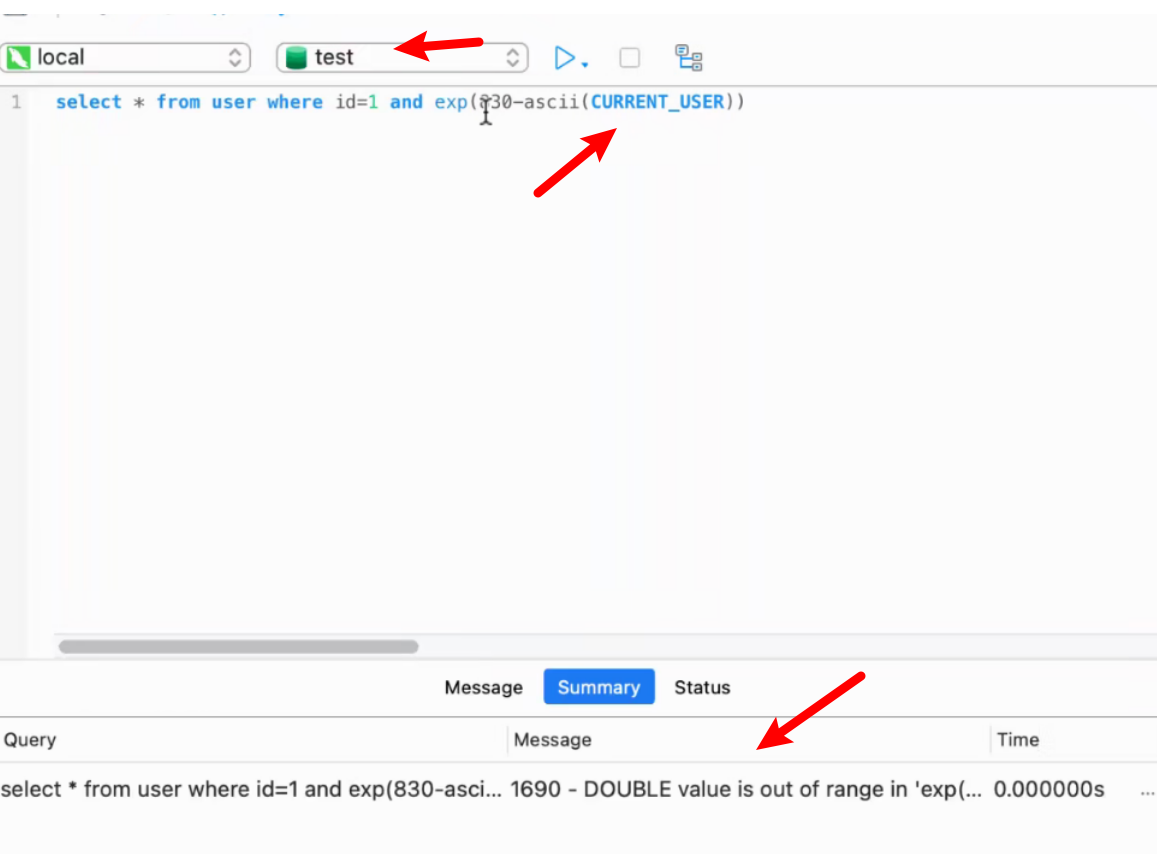 local
test
1 select * from user where id=1 and exp(830-ascii(CURRENT_USER))
Message Summary Status
Query Message Time
select * from user where id=1 and exp(830-asci... 1690 - DOUBLE value is out of range in 'exp(... 0.000000s ...